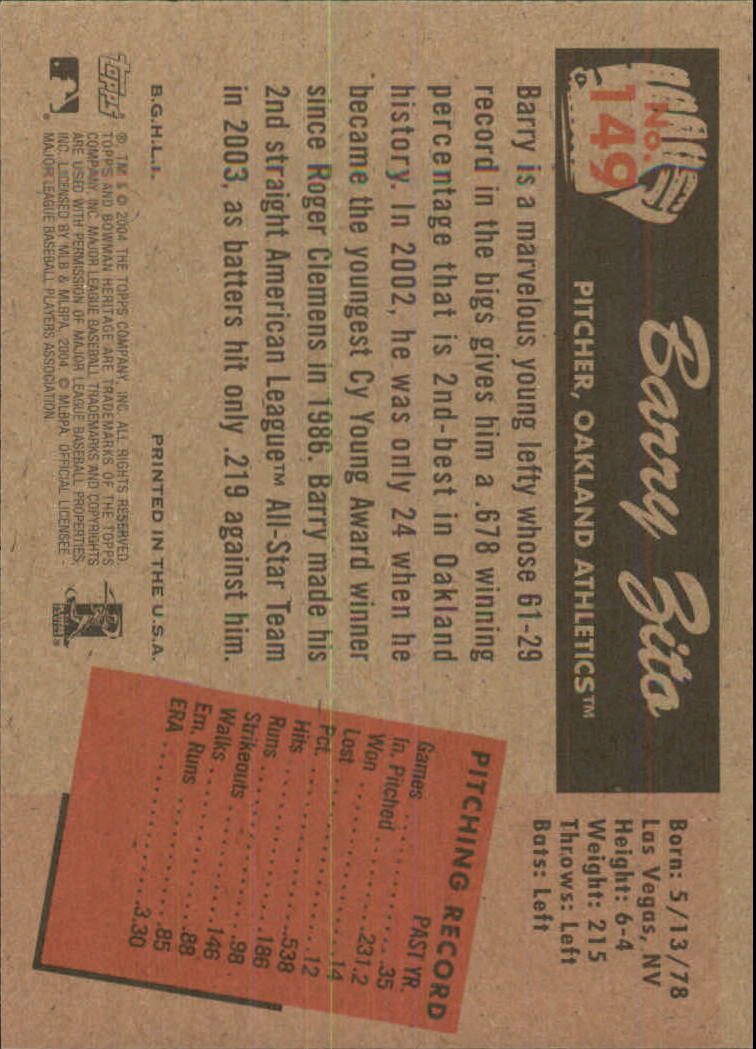 No.
149
Barry Zito
PITCHER, OAKLAND ATHLETICS™
Born: 5/13/78
Las Vegas, NV
Height: 6-4
Weight: 215
Throws: Left
Bats: Left
Barry is a marvelous young lefty whose 61-29
record in the bigs gives him a .678 winning
percentage that is 2nd-best in Oakland
history. In 2002, he was only 24 when he
became the youngest Cy Young Award winner
since Roger Clemens in 1986. Barry made his
2nd straight American League™ All-Star Team
in 2003, as batters hit only .219 against him.
PITCHING RECORD
PAST YR.
Games ..........35
In. Pitched ..........231.2
Won ..........14
Lost ..........12
Pct. ...........538
Hits ..........186
Runs ..........98
Strikeouts ..........146
Walks ..........88
Em. Runs ..........85
ERA ..........3.30
B.G.H.L.I.
PRINTED IN THE U.S.A.
TOPPS
®, TM & © 2004 THE TOPPS COMPANY, INC. ALL RIGHTS RESERVED.
TOPPS AND BOWMAN HERITAGE ARE TRADEMARKS OF THE TOPPS
COMPANY, INC. MAJOR LEAGUE BASEBALL TRADEMARKS AND COPYRIGHTS
ARE USED WITH PERMISSION OF MAJOR LEAGUE BASEBALL PROPERTIES,
INC. LICENSED BY MLB & MLBPA, 2004. © MLBPA. OFFICIAL LICENSEE -
MAJOR LEAGUE BASEBALL PLAYERS ASSOCIATION.